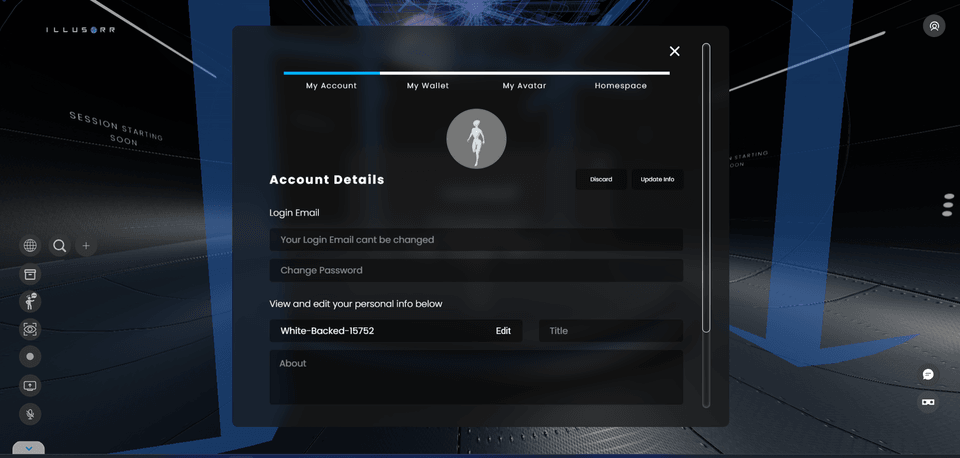 ILLUSORR
My Account
My Wallet
My Avatar
Homespace
SESSION STARTING
SOON
Account Details
Discard
Update Info
Login Email
Your Login Email cant be changed
Change Password
View and edit your personal info below
White-Backed-15752
Edit
Title
About
STARTING